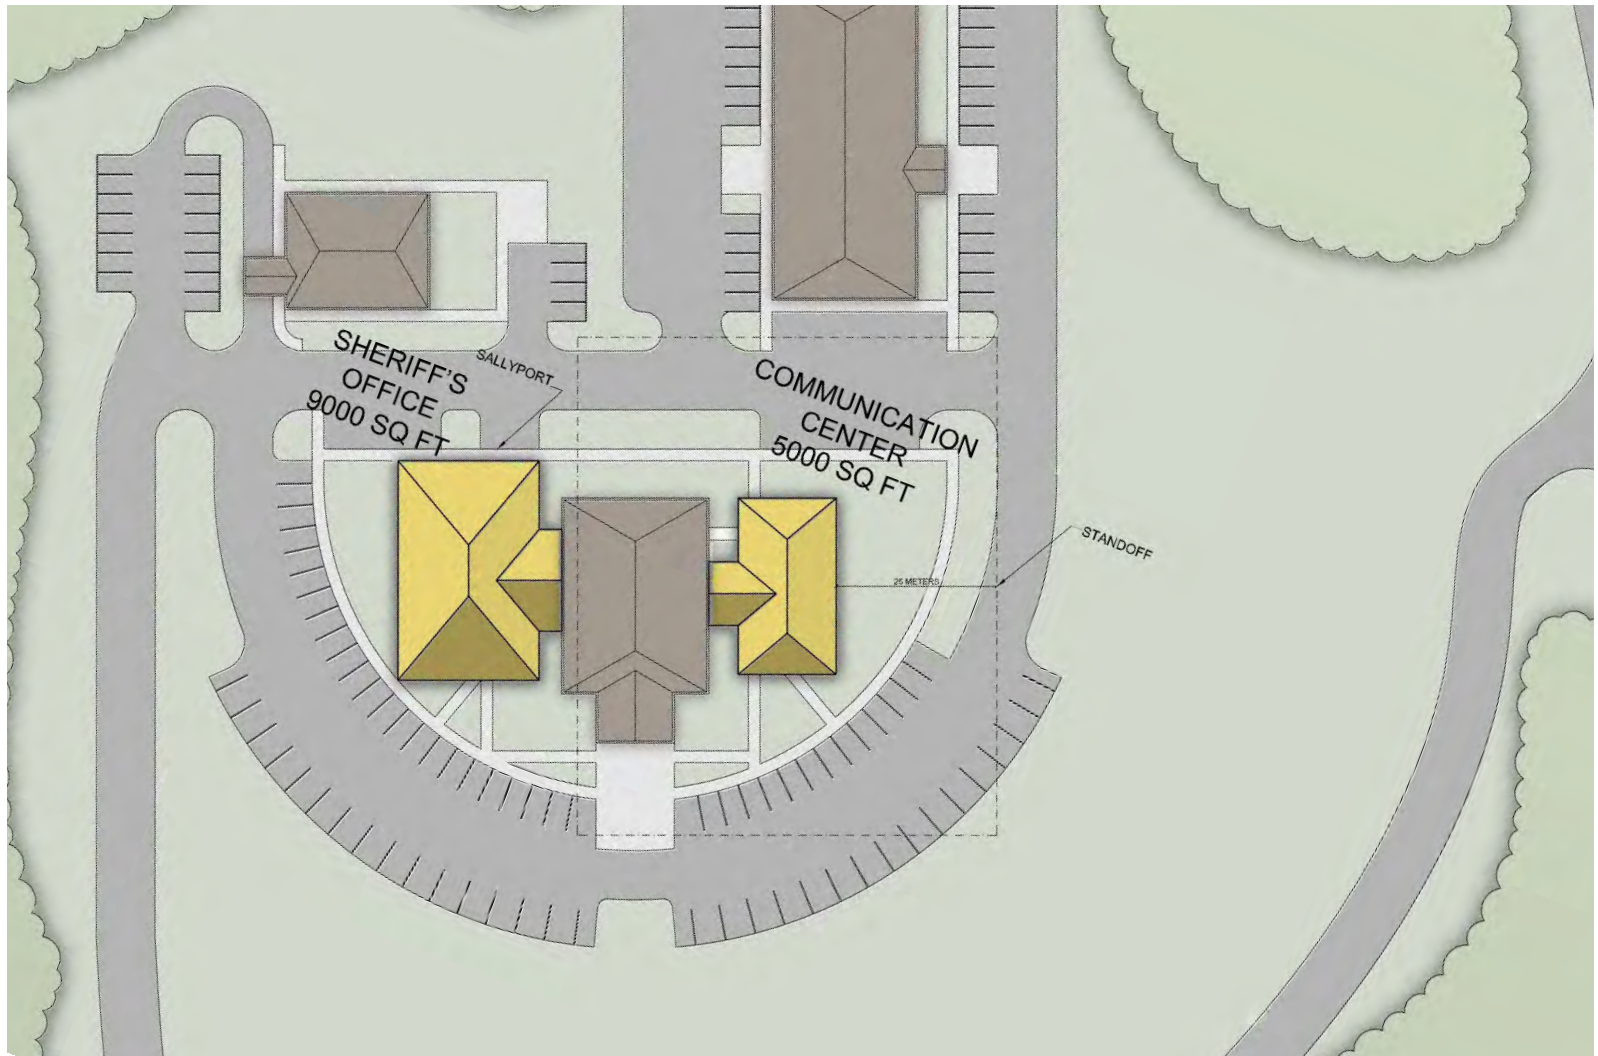 SHERIFF'S
OFFICE
9000 SQ FT
SALLYPORT
COMMUNICATION
CENTER
5000 SQ FT
25 METERS
STANDOFF